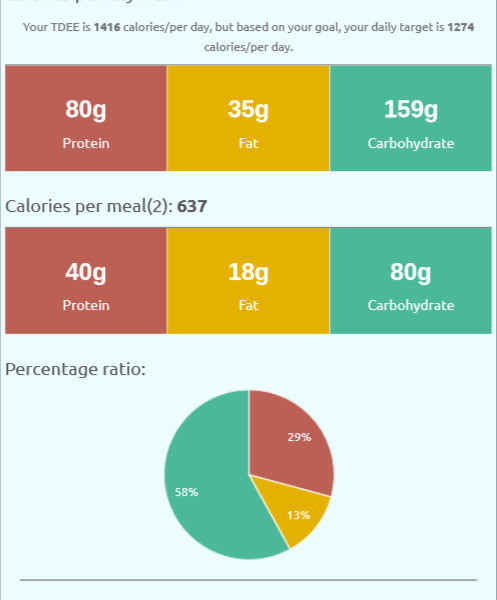 Your TDEE is 1416 calories/per day, but based on your goal, your daily target is 1274
calories/per day.
80g
35g
159g
Protein
Fat
Carbohydrate
Calories per meal(2): 637
40g
18g
80g
Protein
Fat
Carbohydrate
Percentage ratio:
29%
58%
13%